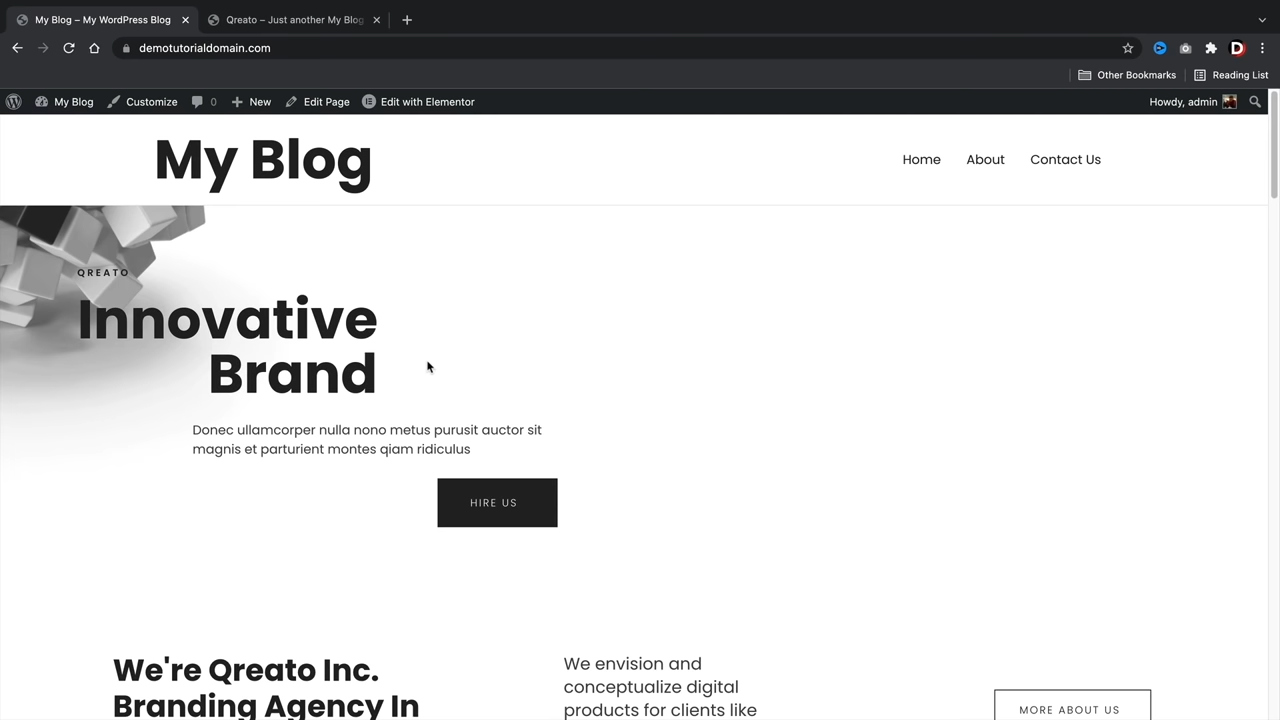 My Blog – My WordPress Blog
Qreato – Just another My Blog
demotutorialdomain.com
Other Bookmarks
Reading List
My Blog
Customize
0
New
Edit Page
Edit with Elementor
Howdy, admin
My Blog
Home
About
Contact Us
QREATO
Innovative
Brand
Donec ullamcorper nulla nono metus purusit auctor sit
magnis et parturient montes qiam ridiculus
HIRE US
We're Qreato Inc.
Branding Agency In
We envision and
conceptualize digital
products for clients like
MORE ABOUT US